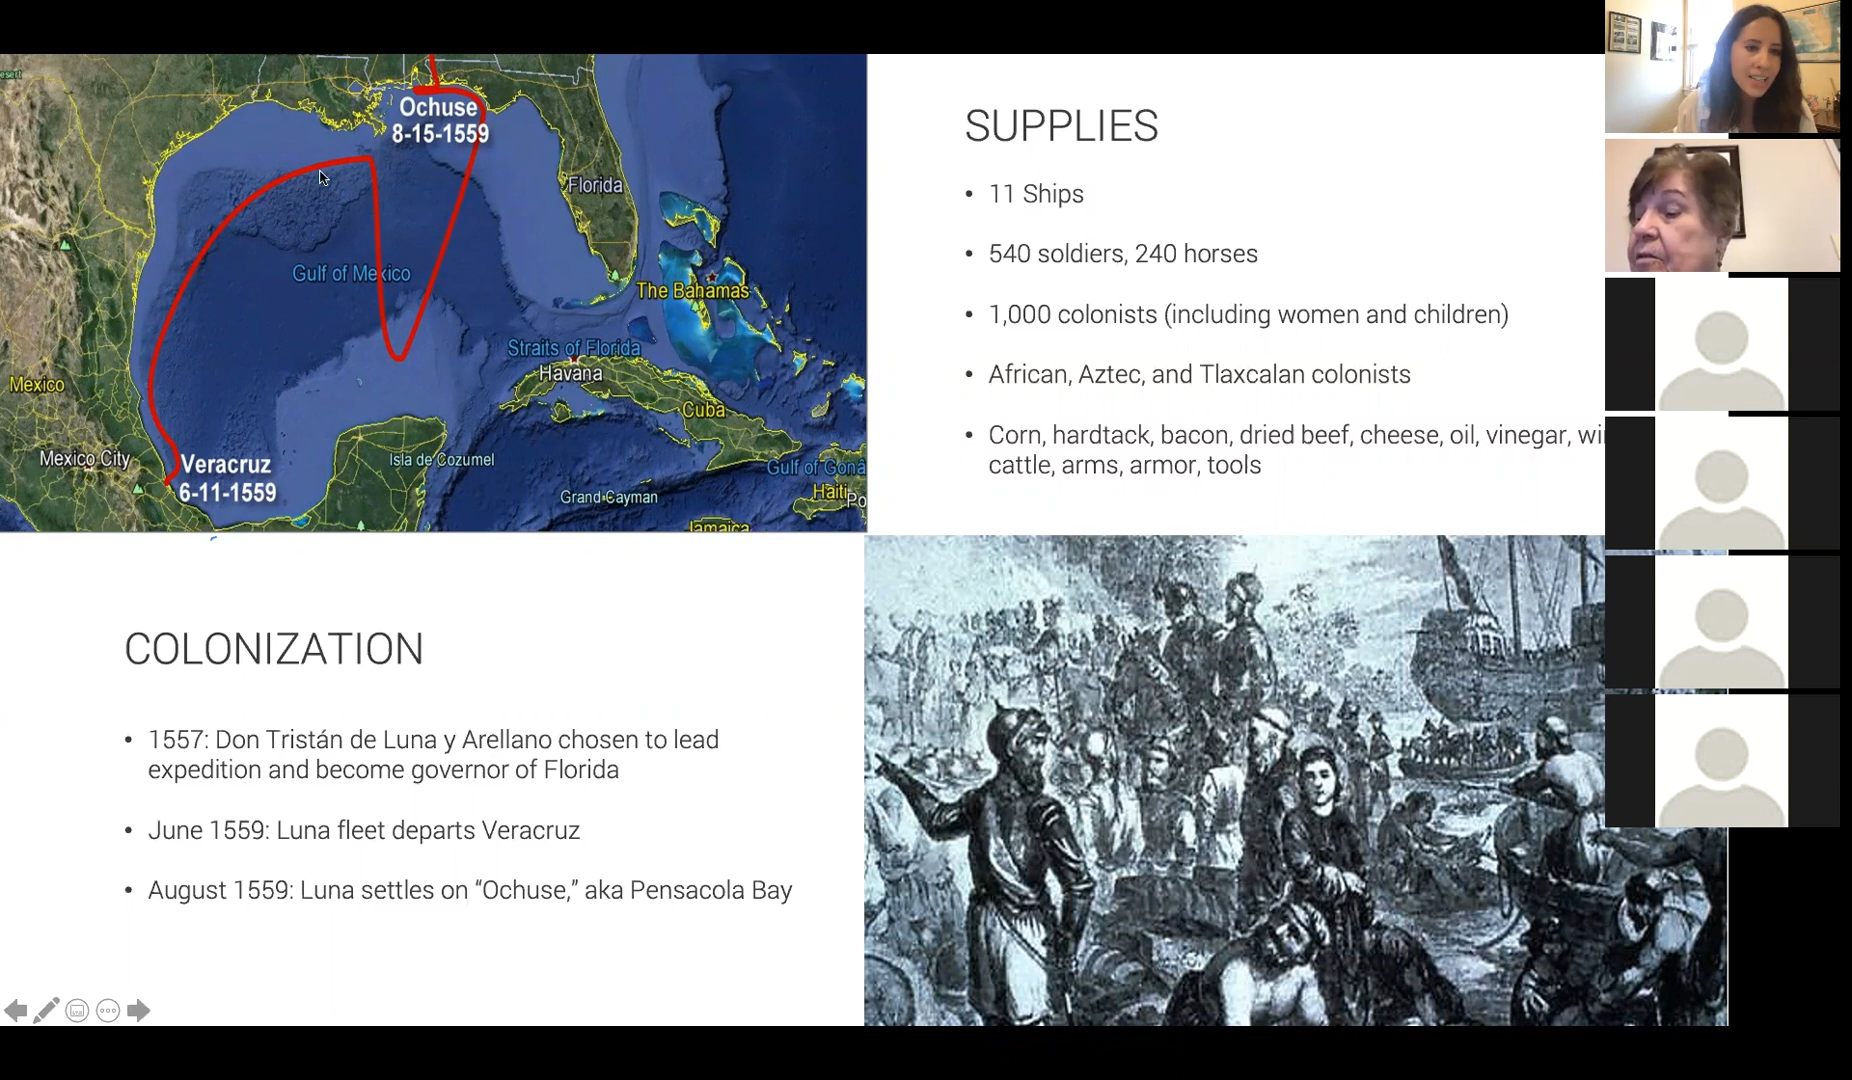 esert
Ochuse
8-15-1559
Florida
Gulf of Mexico
The Bahamas
Straits of Florida
Havana
Mexico
Cuba
Mexico City
Veracruz
6-11-1559
Isla de Cozumel
Gulf of Gonâ
Grand Cayman
Haiti
Po
Jamaica
SUPPLIES
• 11 Ships
• 540 soldiers, 240 horses
• 1,000 colonists (including women and children)
• African, Aztec, and Tlaxcalan colonists
• Corn, hardtack, bacon, dried beef, cheese, oil, vinegar, wi
cattle, arms, armor, tools
COLONIZATION
• 1557: Don Tristán de Luna y Arellano chosen to lead
expedition and become governor of Florida
• June 1559: Luna fleet departs Veracruz
• August 1559: Luna settles on “Ochuse,” aka Pensacola Bay